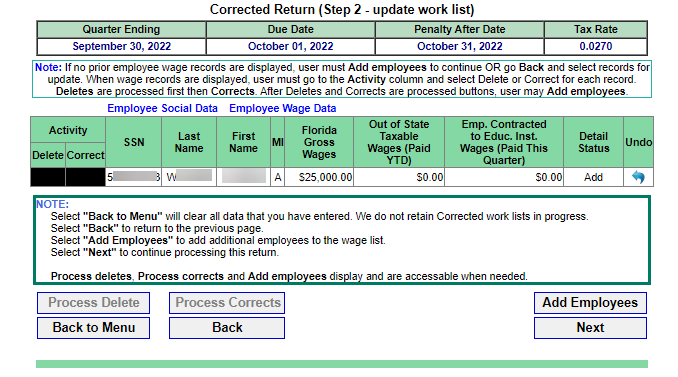 Corrected Return (Step 2 - update work list)
Quarter Ending Due Date Penalty After Date Tax Rate
September 30, 2022 October 01, 2022 October 31, 2022 0.0270
Note: If no prior employee wage records are displayed, user must Add employees to continue OR go Back and select records for
update. When wage records are displayed, user must go to the Activity column and select Delete or Correct for each record.
Deletes are processed first then Corrects. After Deletes and Corrects are processed buttons, user may Add employees.
Employee Social Data Employee Wage Data
Activity
Delete Correct
SSN
Last
Name
First
Name
MI
Florida
Gross
Wages
Out of State
Taxable
Wages (Paid
YTD)
Emp. Contracted
to Educ. Inst.
Wages (Paid This
Quarter)
Detail
Status
Undo
5 3 W A $25,000.00 $0.00 $0.00 Add
NOTE:
Select "Back to Menu" will clear all data that you have entered. We do not retain Corrected work lists in progress.
Select "Back" to return to the previous page.
Select "Add Employees" to add additional employees to the wage list.
Select "Next" to continue processing this return.
Process deletes, Process corrects and Add employees display and are accessable when needed.
Process Delete Process Corrects Add Employees
Back to Menu Back Next